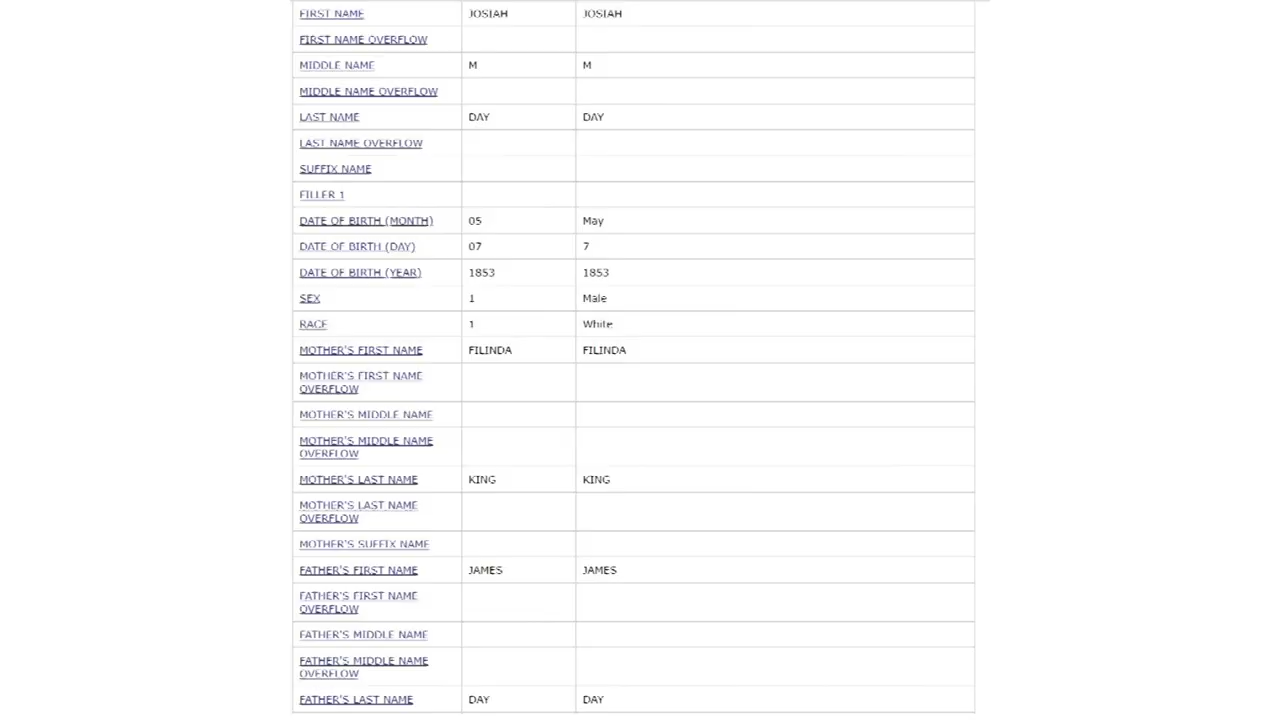 FIRST NAME JOSIAH JOSIAH
FIRST NAME OVERFLOW
MIDDLE NAME M M
MIDDLE NAME OVERFLOW
LAST NAME DAY DAY
LAST NAME OVERFLOW
SUFFIX NAME
FILLER 1
DATE OF BIRTH (MONTH) 05 May
DATE OF BIRTH (DAY) 07 7
DATE OF BIRTH (YEAR) 1853 1853
SEX 1 Male
RACE 1 White
MOTHER'S FIRST NAME FILINDA FILINDA
MOTHER'S FIRST NAME
OVERFLOW
MOTHER'S MIDDLE NAME
MOTHER'S MIDDLE NAME
OVERFLOW
MOTHER'S LAST NAME KING KING
MOTHER'S LAST NAME
OVERFLOW
MOTHER'S SUFFIX NAME
FATHER'S FIRST NAME JAMES JAMES
FATHER'S FIRST NAME
OVERFLOW
FATHER'S MIDDLE NAME
FATHER'S MIDDLE NAME
OVERFLOW
FATHER'S LAST NAME DAY DAY